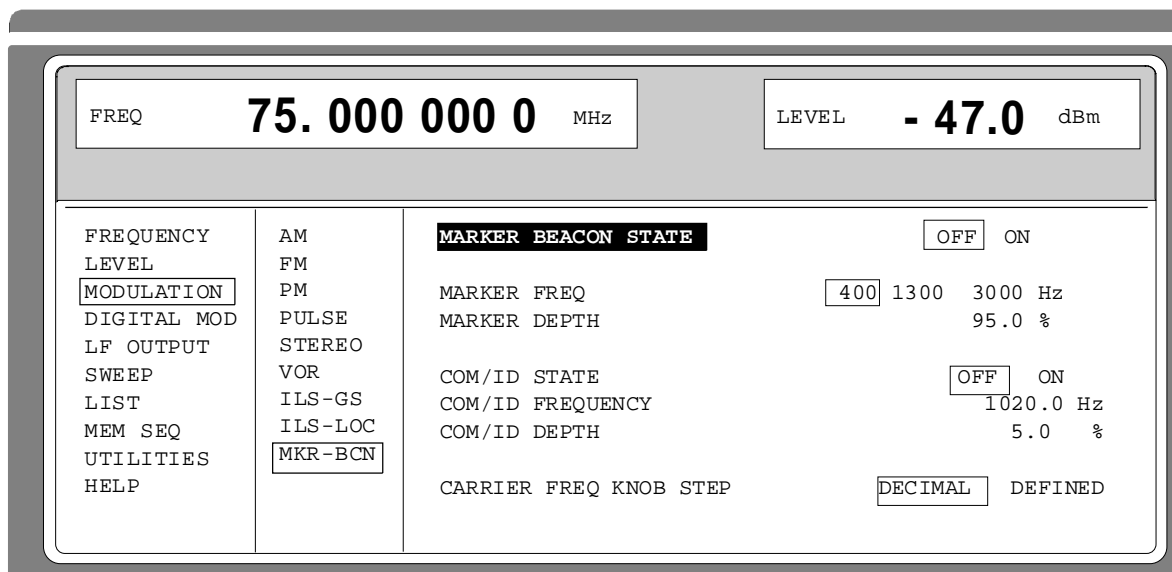 FREQ 75. 000 000 0 MHz LEVEL - 47.0 dBm
FREQUENCY
LEVEL
MODULATION
DIGITAL MOD
LF OUTPUT
SWEEP
LIST
MEM SEQ
UTILITIES
HELP
AM
FM
PM
PULSE
STEREO
VOR
ILS-GS
ILS-LOC
MKR-BCN
MARKER BEACON STATE OFF ON
MARKER FREQ 400 1300 3000 Hz
MARKER DEPTH 95.0 %
COM/ID STATE OFF ON
COM/ID FREQUENCY 1020.0 Hz
COM/ID DEPTH 5.0 %
CARRIER FREQ KNOB STEP DECIMAL DEFINED